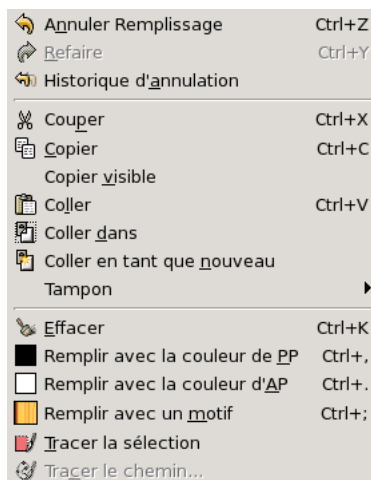 Annuler Remplissage Ctrl+Z
Refaire Ctrl+Y
Historique d'annulation
Couper Ctrl+X
Copier Ctrl+C
Copier visible
Coller Ctrl+V
Coller dans
Coller en tant que nouveau
Tampon
Effacer Ctrl+K
Remplir avec la couleur de PP Ctrl+,
Remplir avec la couleur d'AP Ctrl+.
Remplir avec un motif Ctrl+;
Tracer la sélection
Tracer le chemin...